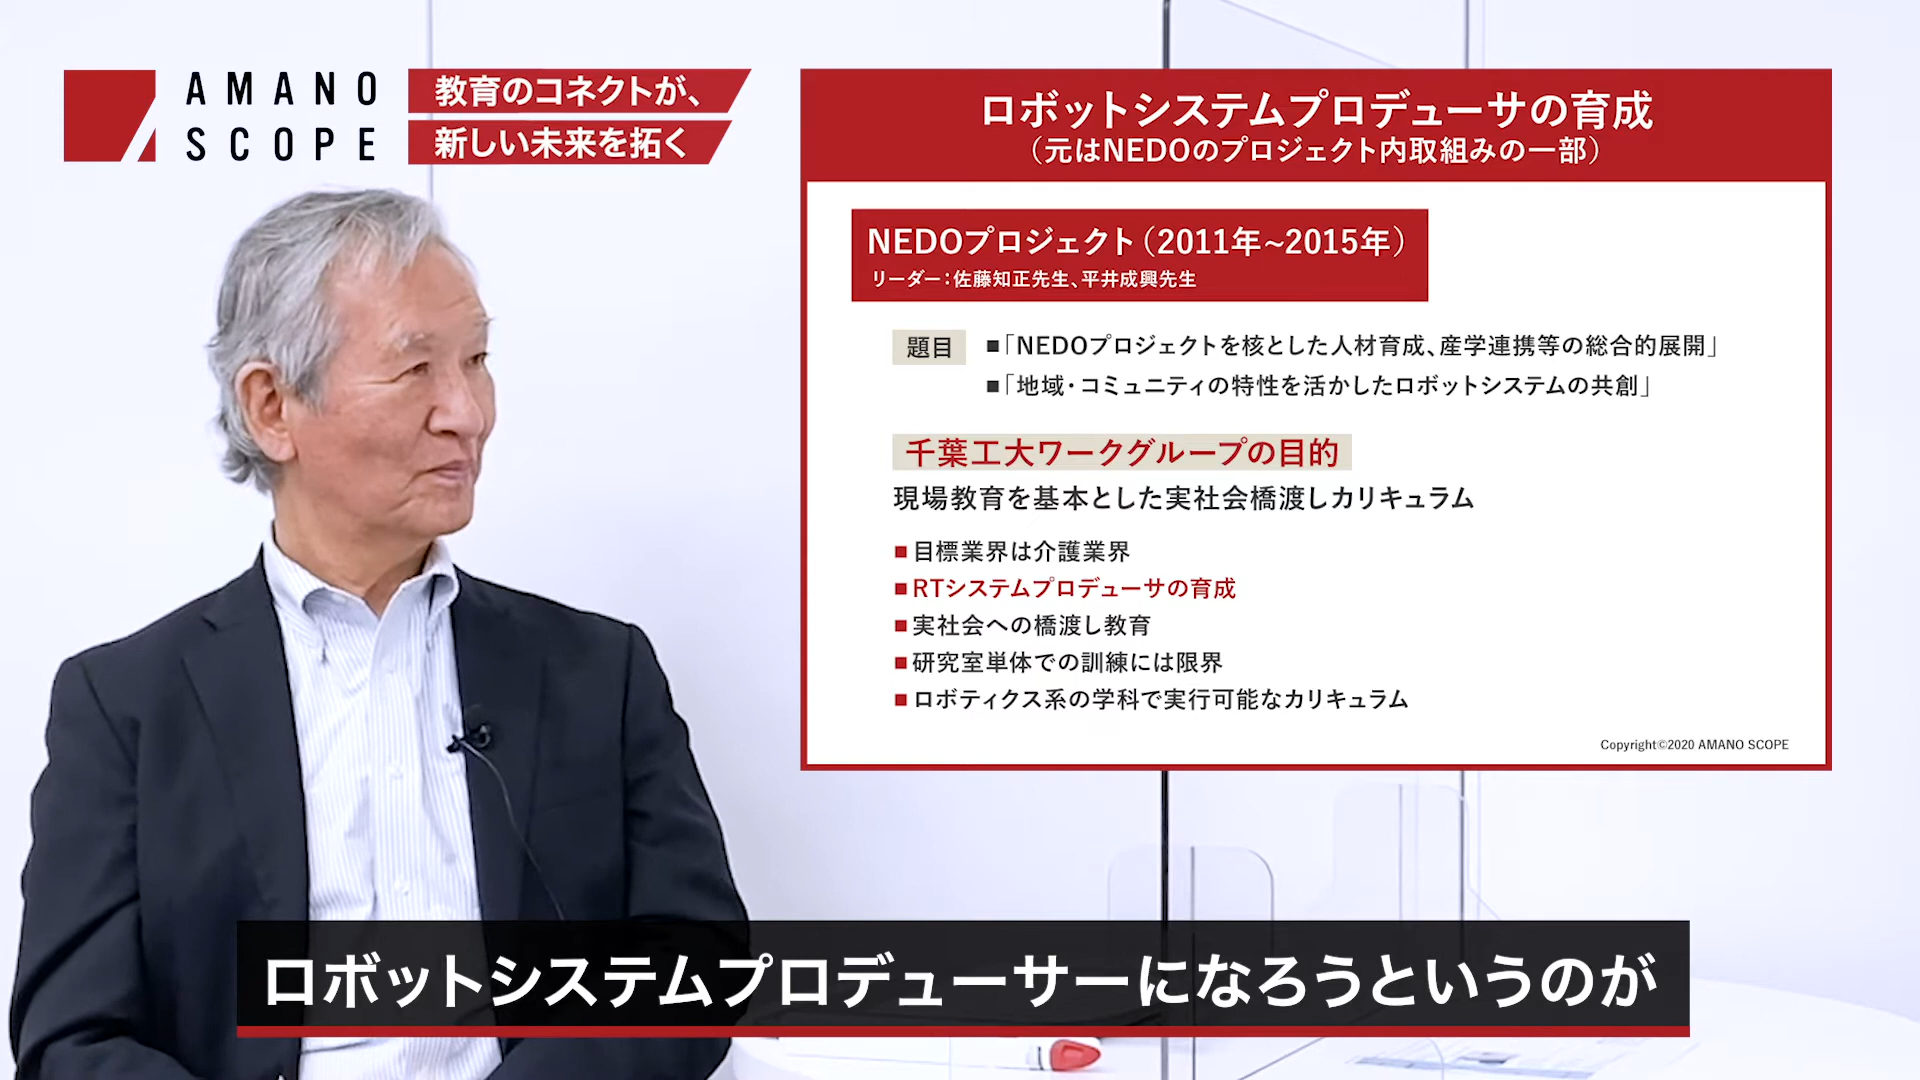 AMANO
SCOPE
教育のコネクトが、
新しい未来を拓く
ロボットシステムプロデューサの育成
（元はNEDOのプロジェクト内取組みの一部）
NEDOプロジェクト（2011年~2015年）
リーダー：佐藤知正先生、平井成興先生
題目 ■「NEDOプロジェクトを核とした人材育成、産学連携等の総合的展開」
■「地域・コミュニティの特性を活かしたロボットシステムの共創」
千葉工大ワークグループの目的
現場教育を基本とした実社会橋渡しカリキュラム
■目標業界は介護業界
■RTシステムプロデューサの育成
■実社会への橋渡し教育
■研究室単体での訓練には限界
■ロボティクス系の学科で実行可能なカリキュラム
Copyright©2020 AMANO SCOPE
ロボットシステムプロデューサーになろうというのが